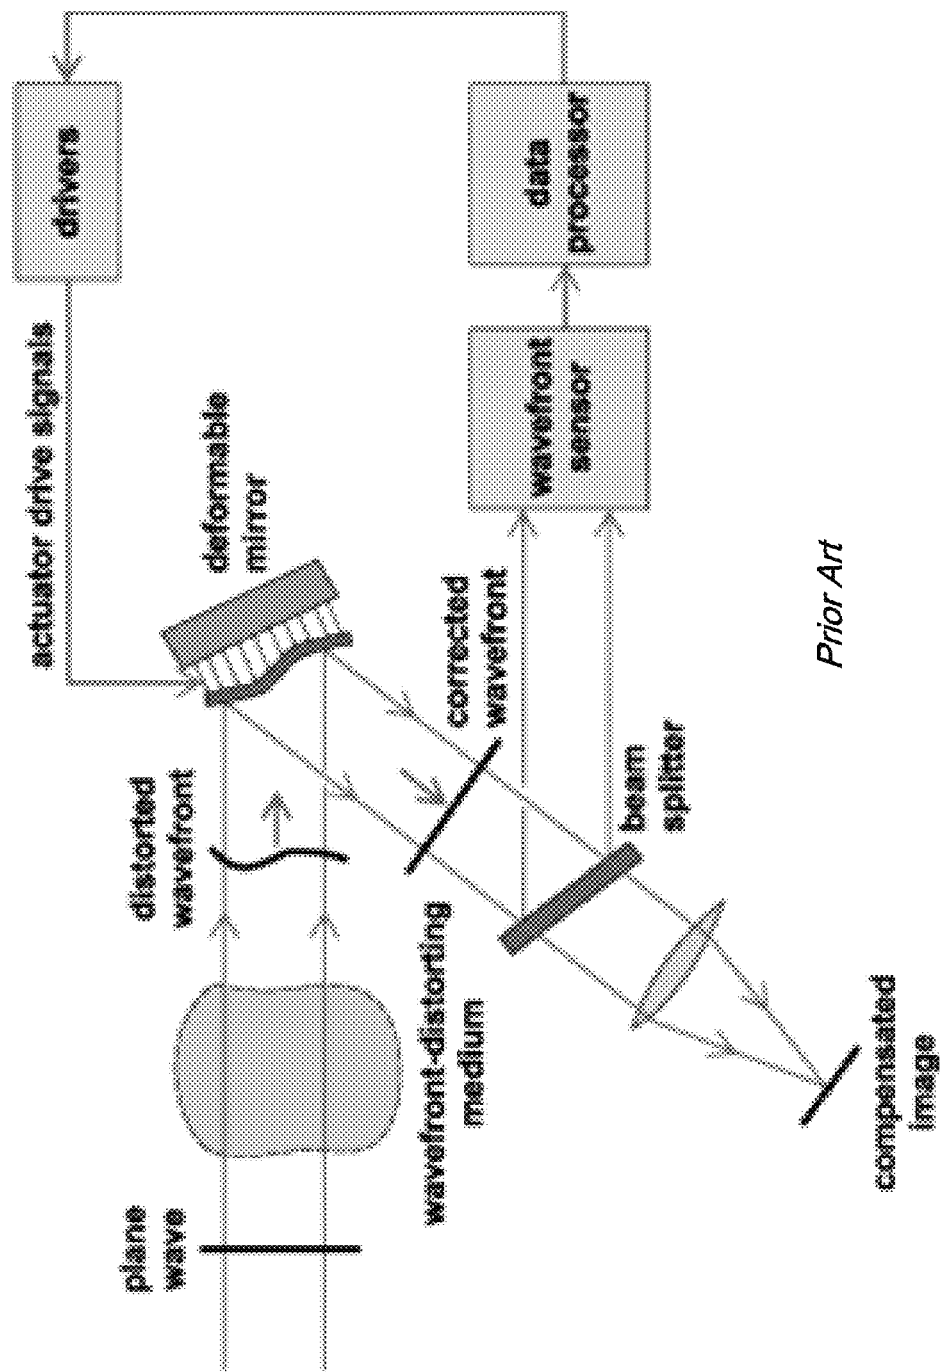 plane
wave
distorted
wavefront
wavefront-distorting
medium
actuator drive signals
deformable
mirror
drivers
corrected
wavefront
beam
splitter
wavefront
sensor
data
processor
compensated
image
Prior Art